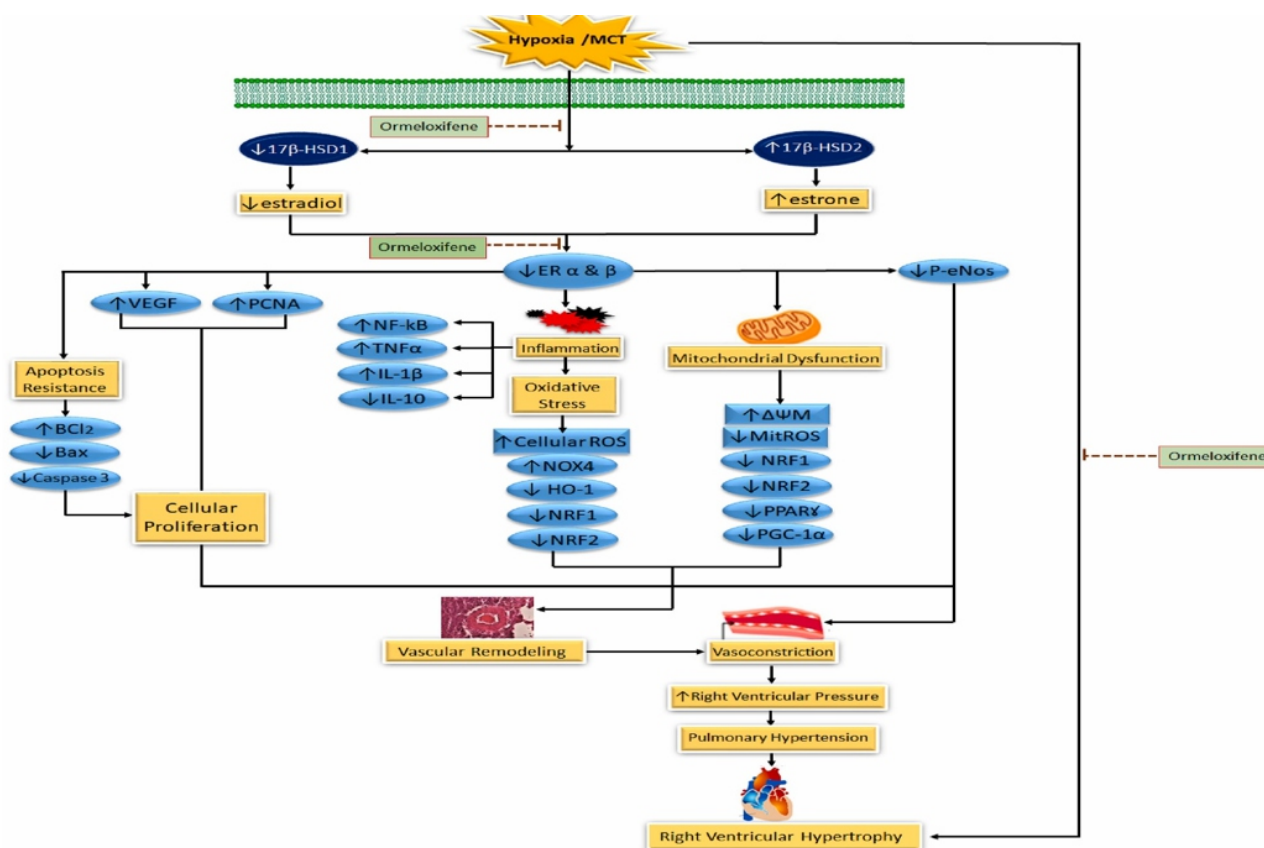 Hypoxia /MCT
Ormeloxifene
↓17β-HSD1
↑17β-HSD2
↓estradiol
↑estrone
Ormeloxifene
↓ER α & β
↓P-eNos
↑VEGF
↑PCNA
↑NF-kB
↑TNFα
↑IL-1β
↓IL-10
Inflammation
Mitochondrial Dysfunction
Apoptosis
Resistance
Oxidative
Stress
↑BCl2
↓Bax
↓Caspase 3
↑Cellular ROS
↑NOX4
↓HO-1
↓NRF1
↓NRF2
↑ΔΨM
↓MitROS
↓NRF1
↓NRF2
↓PPARɤ
↓PGC-1α
Ormeloxifene
Cellular
Proliferation
Vascular Remodeling
Vasoconstriction
↑Right Ventricular Pressure
Pulmonary Hypertension
Right Ventricular Hypertrophy